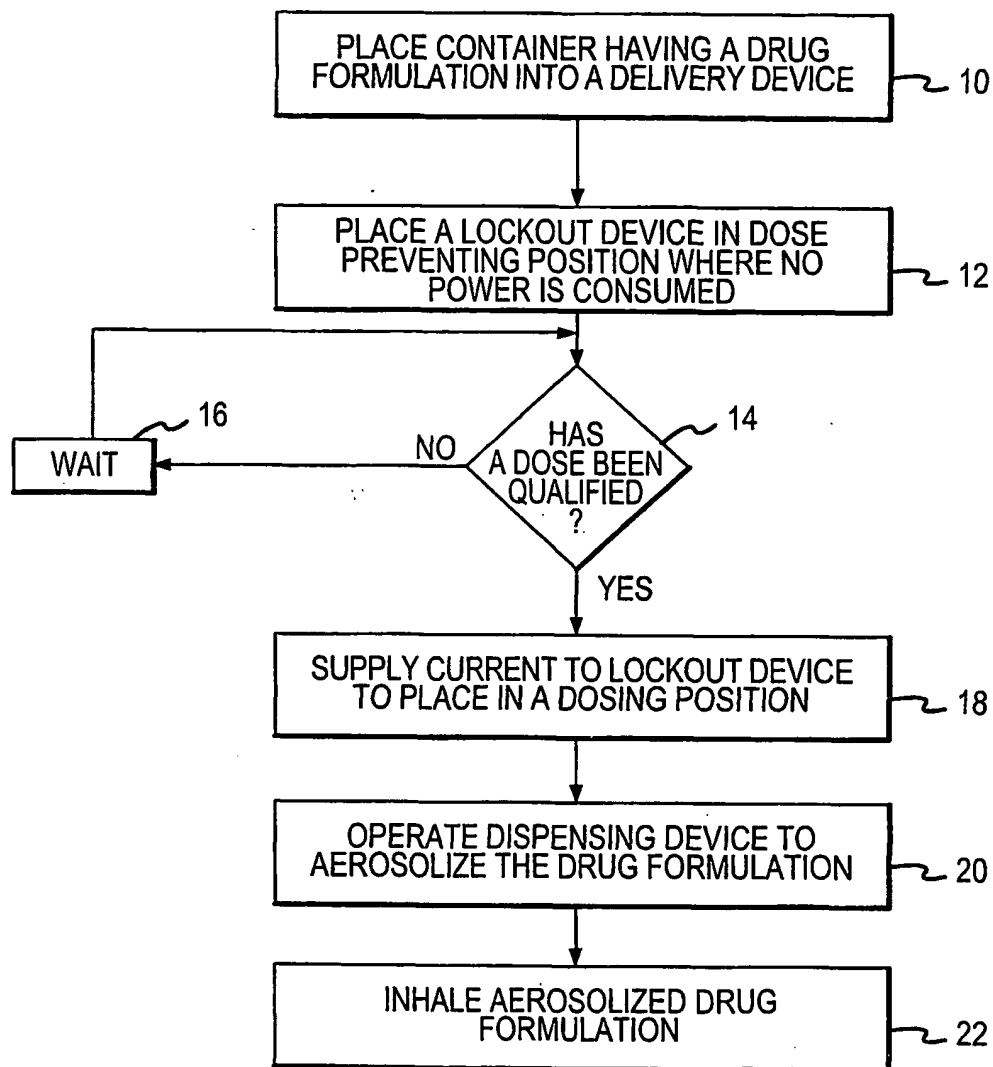 PLACE CONTAINER HAVING A DRUG
FORMULATION INTO A DELIVERY DEVICE
10
PLACE A LOCKOUT DEVICE IN DOSE
PREVENTING POSITION WHERE NO
POWER IS CONSUMED
12
16
WAIT
NO
14
HAS
A DOSE BEEN
QUALIFIED
?
YES
SUPPLY CURRENT TO LOCKOUT DEVICE
TO PLACE IN A DOSING POSITION
18
OPERATE DISPENSING DEVICE TO
AEROSOLIZE THE DRUG FORMULATION
20
INHALE AEROSOLIZED DRUG
FORMULATION
22